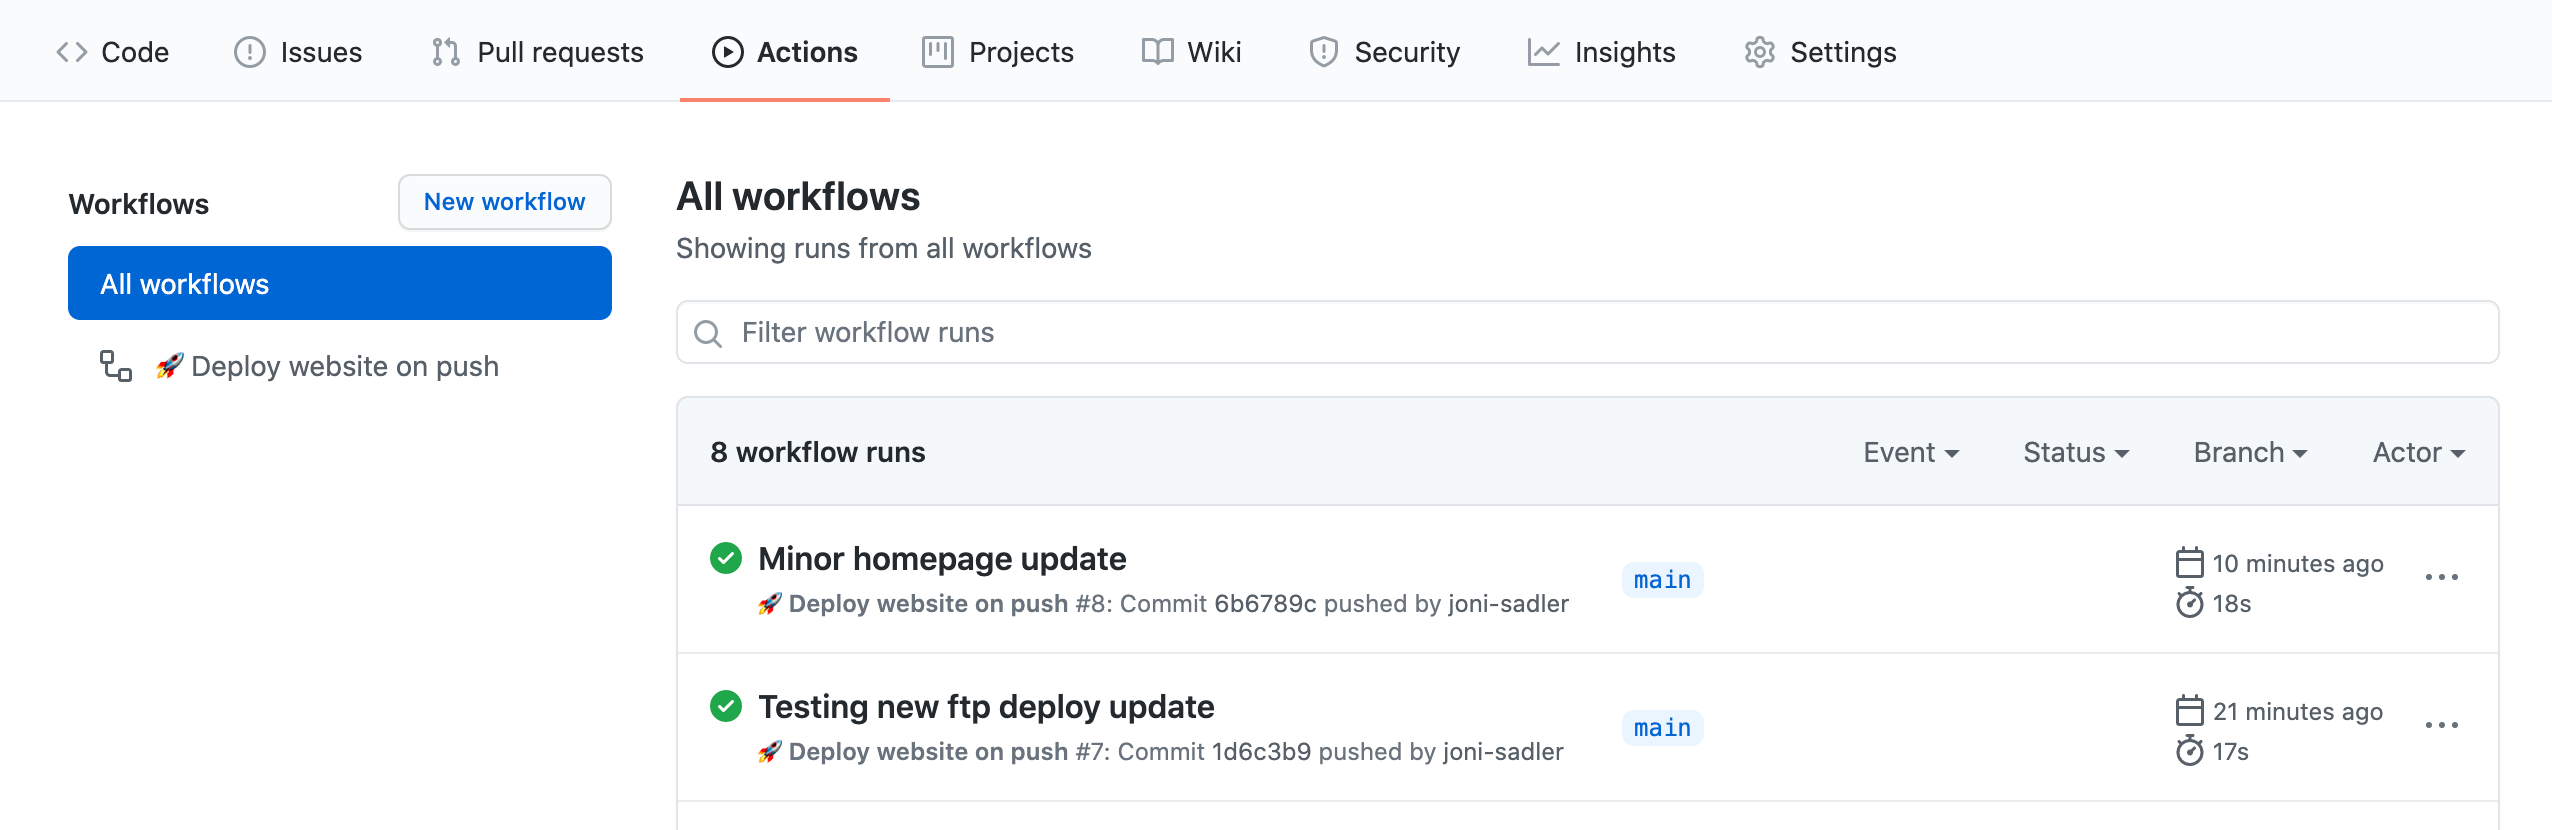 Code Issues Pull requests Actions Projects Wiki Security Insights Settings
Workflows New workflow
All workflows
🚀 Deploy website on push
All workflows
Showing runs from all workflows
Filter workflow runs
8 workflow runs Event Status Branch Actor
Minor homepage update
🚀 Deploy website on push #8: Commit 6b6789c pushed by joni-sadler
main
10 minutes ago
18s
Testing new ftp deploy update
🚀 Deploy website on push #7: Commit 1d6c3b9 pushed by joni-sadler
main
21 minutes ago
17s